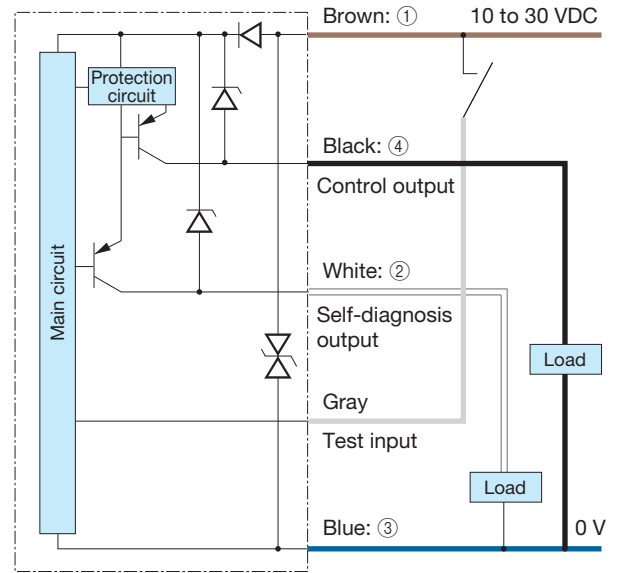 Brown: ① 10 to 30 VDC
Protection
circuit
Black: ④
Control output
Main circuit
White: ②
Self-diagnosis
output
Load
Gray
Test input
Load
Blue: ③ 0 V